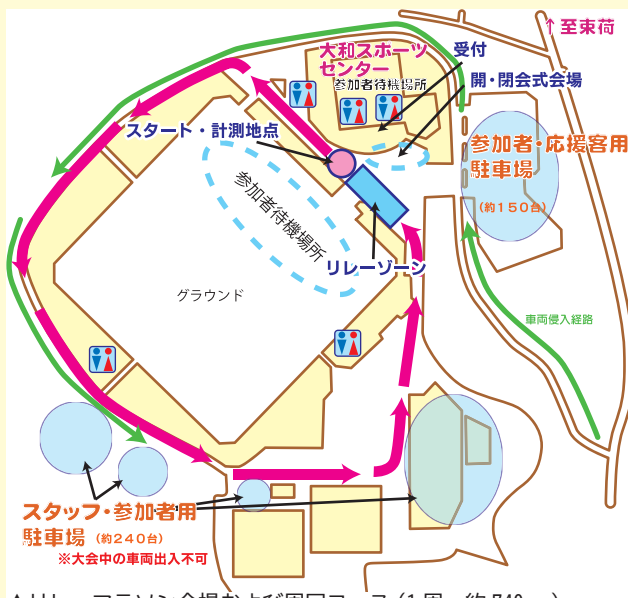 ↑至束荷
大和スポーツ
センター
参加者待機場所
受付
開・閉会式会場
スタート・計測地点
参加者・応援客用
駐車場
(約150台)
参加者待機場所
リレーゾーン
グラウンド
車両侵入経路
スタッフ・参加者用
駐車場 (約240台)
※大会中の車両出入不可